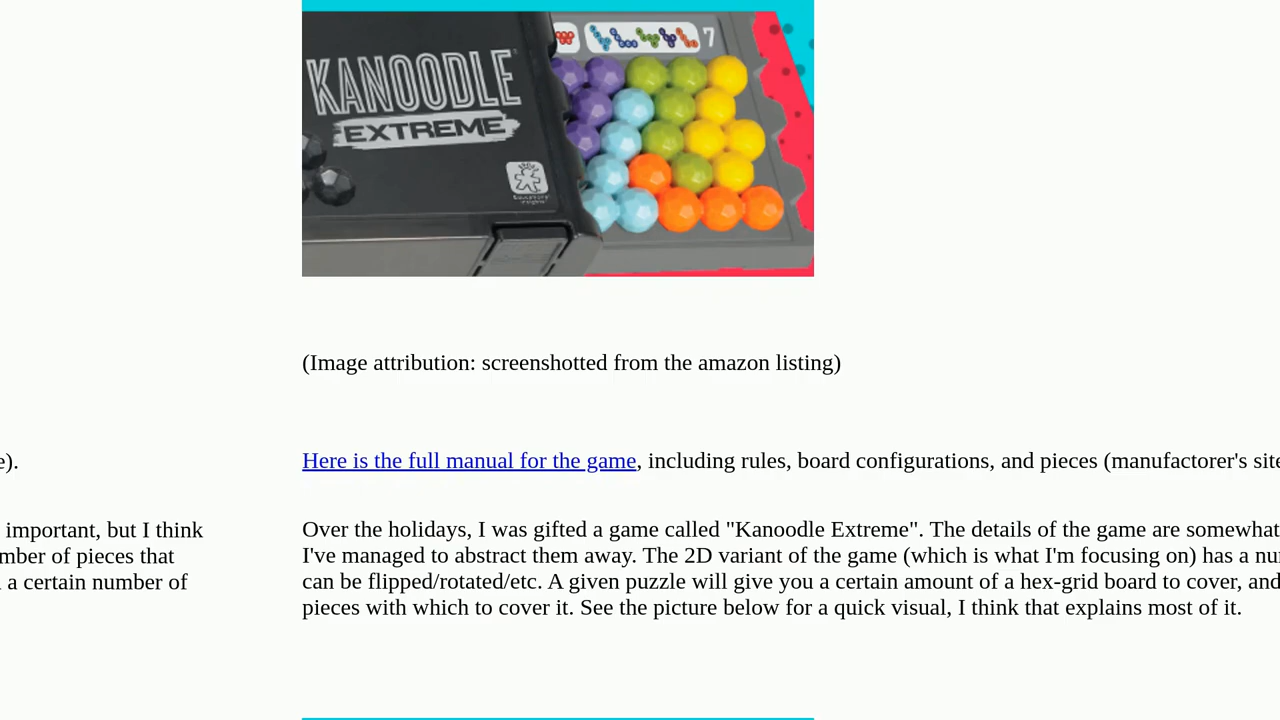 7
KANOODLE
EXTREME
(Image attribution: screenshotted from the amazon listing)
e).
Here is the full manual for the game, including rules, board configurations, and pieces (manufactorer's site
important, but I think
mber of pieces that
a certain number of
Over the holidays, I was gifted a game called "Kanoodle Extreme". The details of the game are somewhat
I've managed to abstract them away. The 2D variant of the game (which is what I'm focusing on) has a nu
can be flipped/rotated/etc. A given puzzle will give you a certain amount of a hex-grid board to cover, and
pieces with which to cover it. See the picture below for a quick visual, I think that explains most of it.